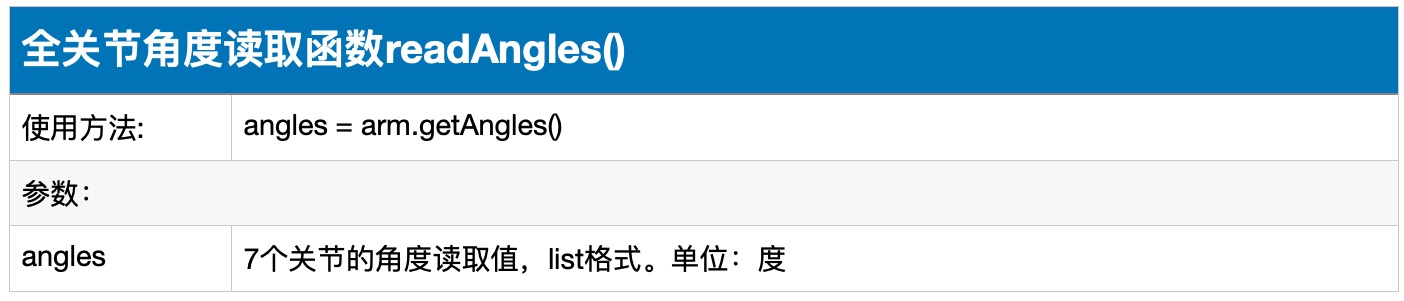 全关节角度读取函数readAngles()
使用方法:
angles = arm.getAngles()
参数：
angles
7个关节的角度读取值，list格式。单位：度